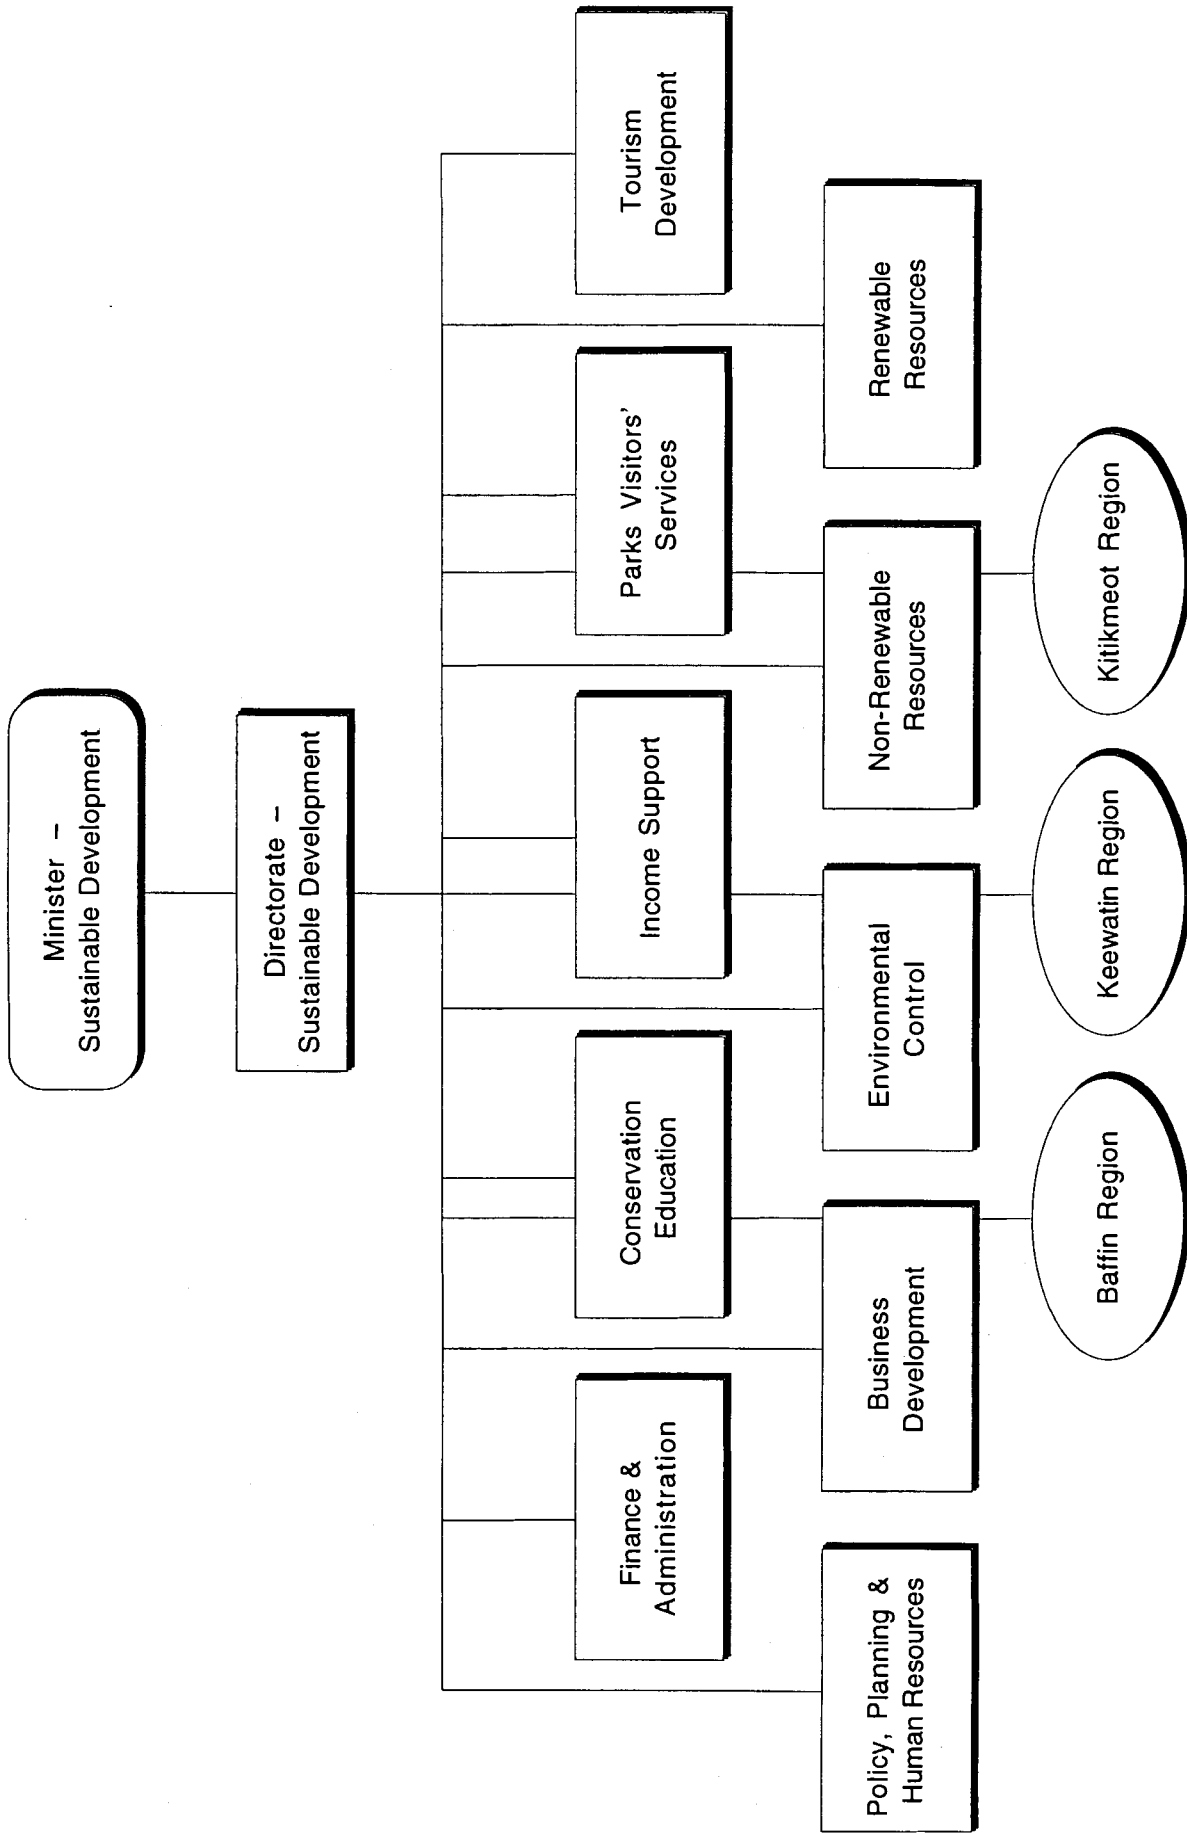 Minister –
Sustainable Development
Directorate –
Sustainable Development
Finance &
Administration
Conservation
Education
Income Support
Parks Visitors'
Services
Tourism
Development
Policy, Planning &
Human Resources
Business
Development
Environmental
Control
Non-Renewable
Resources
Renewable
Resources
Baffin Region
Keewatin Region
Kitikmeot Region